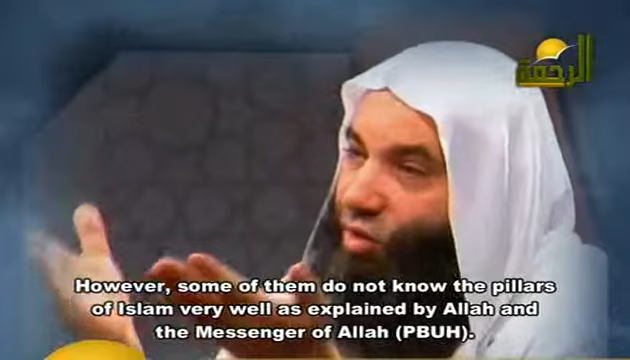 الرحمة
However, some of them do not know the pillars
of Islam very well as explained by Allah and
the Messenger of Allah (PBUH).